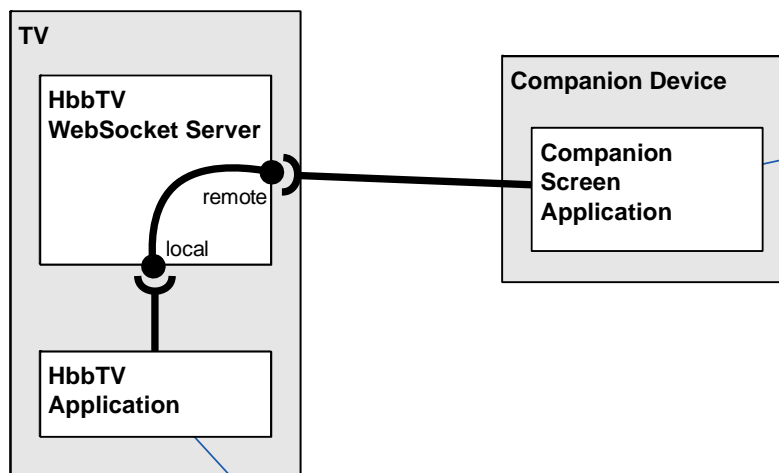 TV
HbbTV
WebSocket Server
remote
local
HbbTV
Application
Companion Device
Companion
Screen
Application